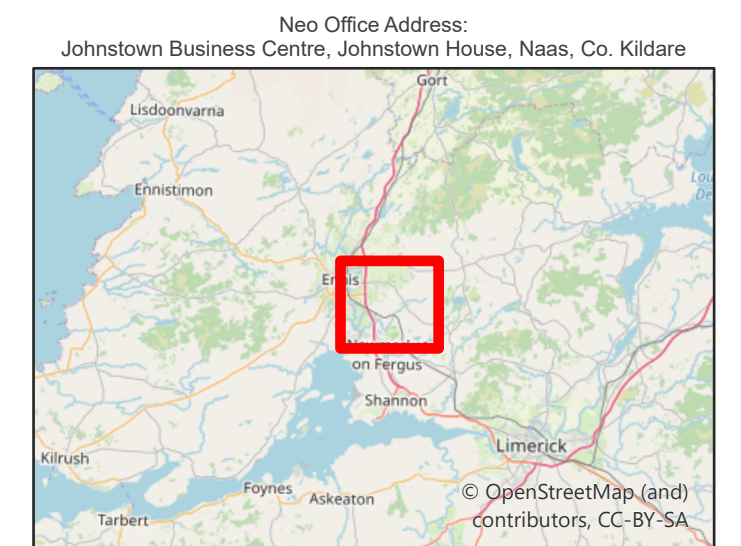 Neo Office Address:
Johnstown Business Centre, Johnstown House, Naas, Co. Kildare
Gort
Lisdoonvarna
Ennistimon
Ennis
on Fergus
Shannon
Limerick
Kilrush
Foynes
Askeaton
Tarbert
© OpenStreetMap (and)
contributors, CC-BY-SA